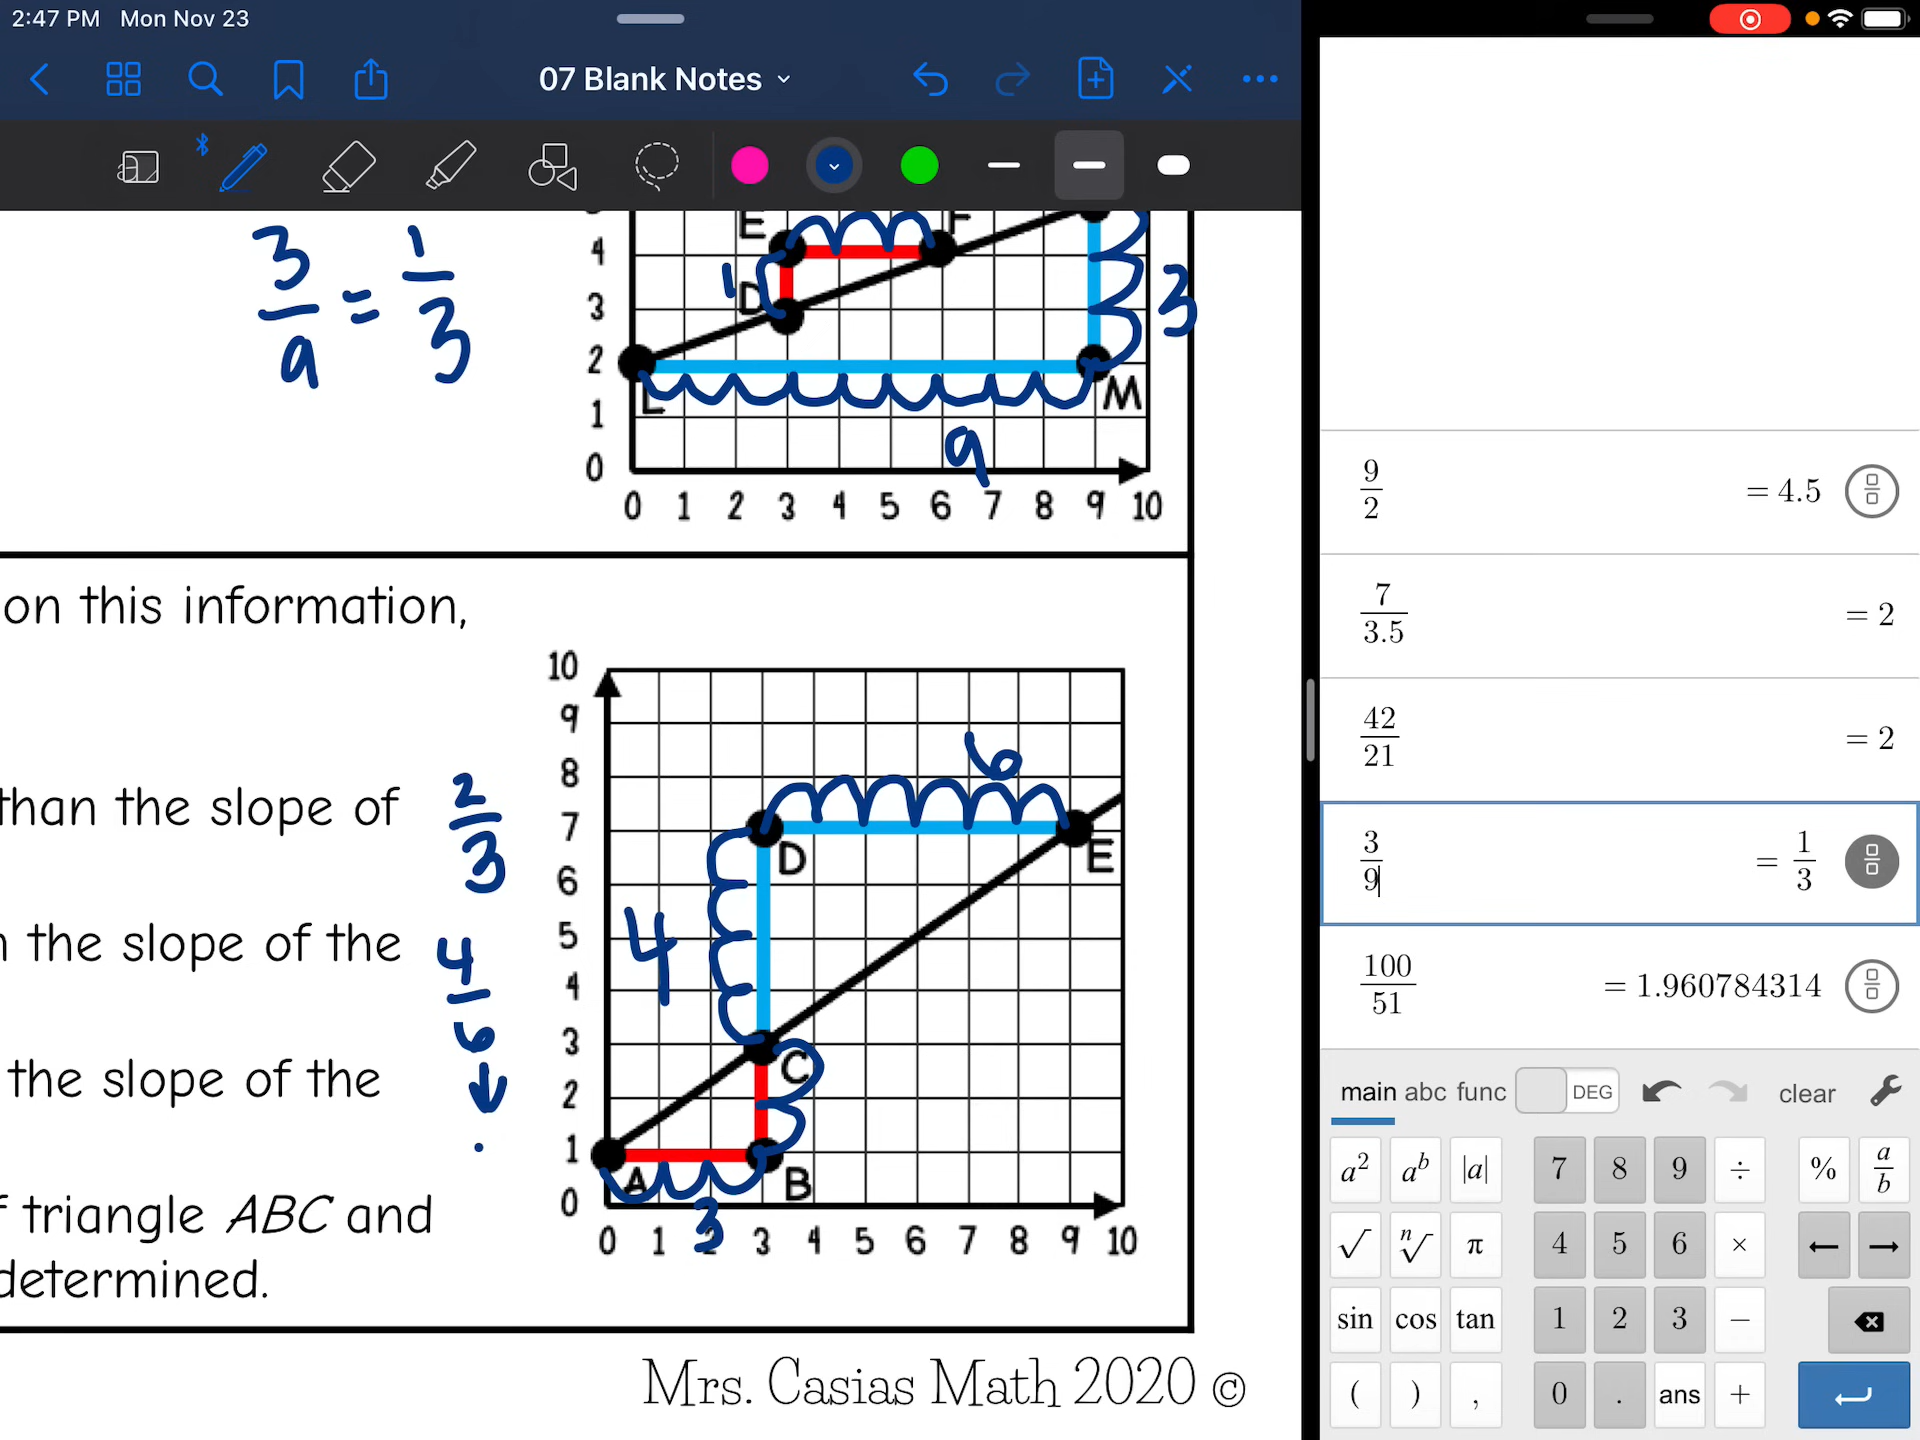 2:47 PM Mon Nov 23
07 Blank Notes
3/9 = 1/3
E F
4
1
D
3
3
2
L
M
1
9
0
0 1 2 3 4 5 6 7 8 9 10
on this information,
than the slope of
2/3
n the slope of the
4/6
the slope of the
f triangle ABC and
determined.
10
9
6
8
7
D
E
6
4
5
4
3
C
2
1
A
B
0
3
0 1 3 4 5 6 7 8 9 10
Mrs. Casias Math 2020 ©
9/2 = 4.5
7/3.5 = 2
42/21 = 2
3/9 = 1/3
100/51 = 1.960784314
main abc func DEG clear
a² aᵇ |a| 7 8 9 ÷ % a/b
√ ⁿ√ π 4 5 6 × ← →
sin cos tan 1 2 3 −
( ) , 0 . ans +